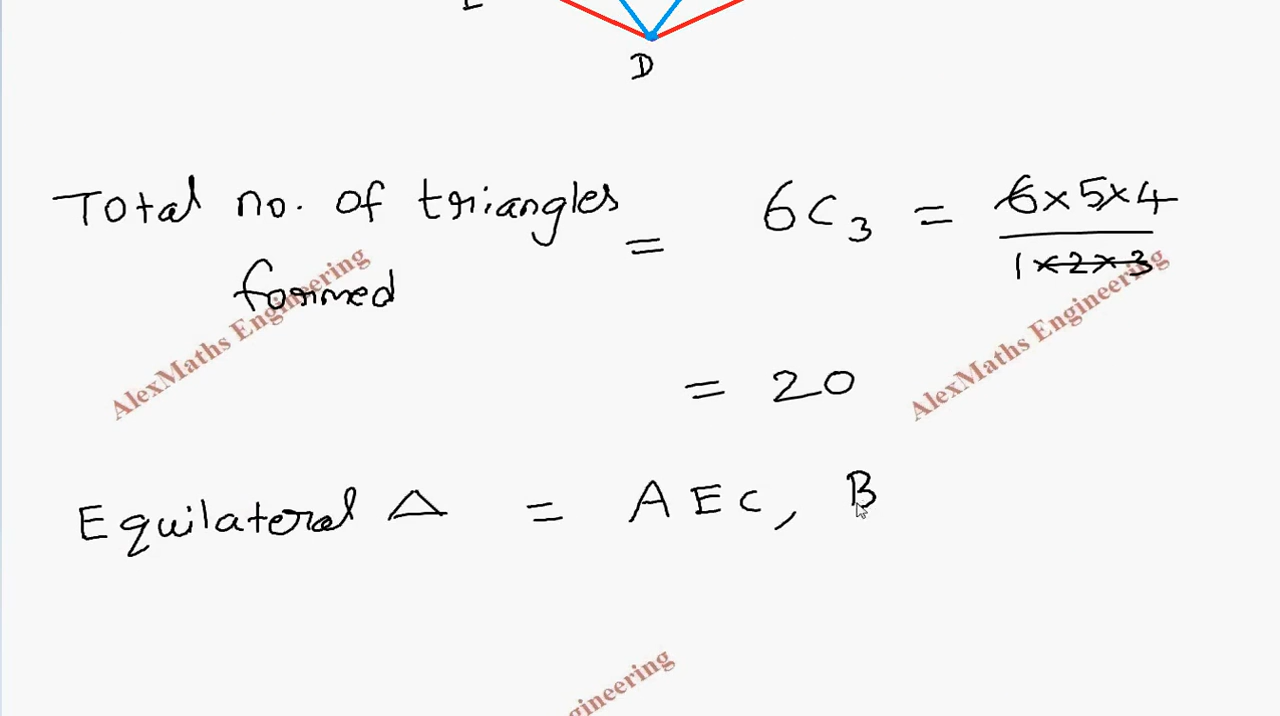 D
Total no. of triangles formed = 6C3 = 6×5×4 / 1×2×3
= 20
Equilateral Δ = AEC, B
AlexMaths Engineering
AlexMaths Engineering
gineering